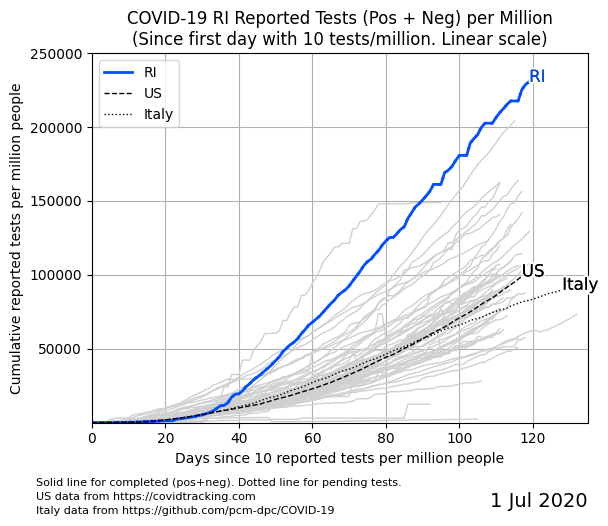 COVID-19 RI Reported Tests (Pos + Neg) per Million
(Since first day with 10 tests/million. Linear scale)
Cumulative reported tests per million people
250000
200000
150000
100000
50000
RI
US
Italy
RI
US
Italy
0 20 40 60 80 100 120
Days since 10 reported tests per million people
Solid line for completed (pos+neg). Dotted line for pending tests.
US data from https://covidtracking.com
Italy data from https://github.com/pcm-dpc/COVID-19
1 Jul 2020